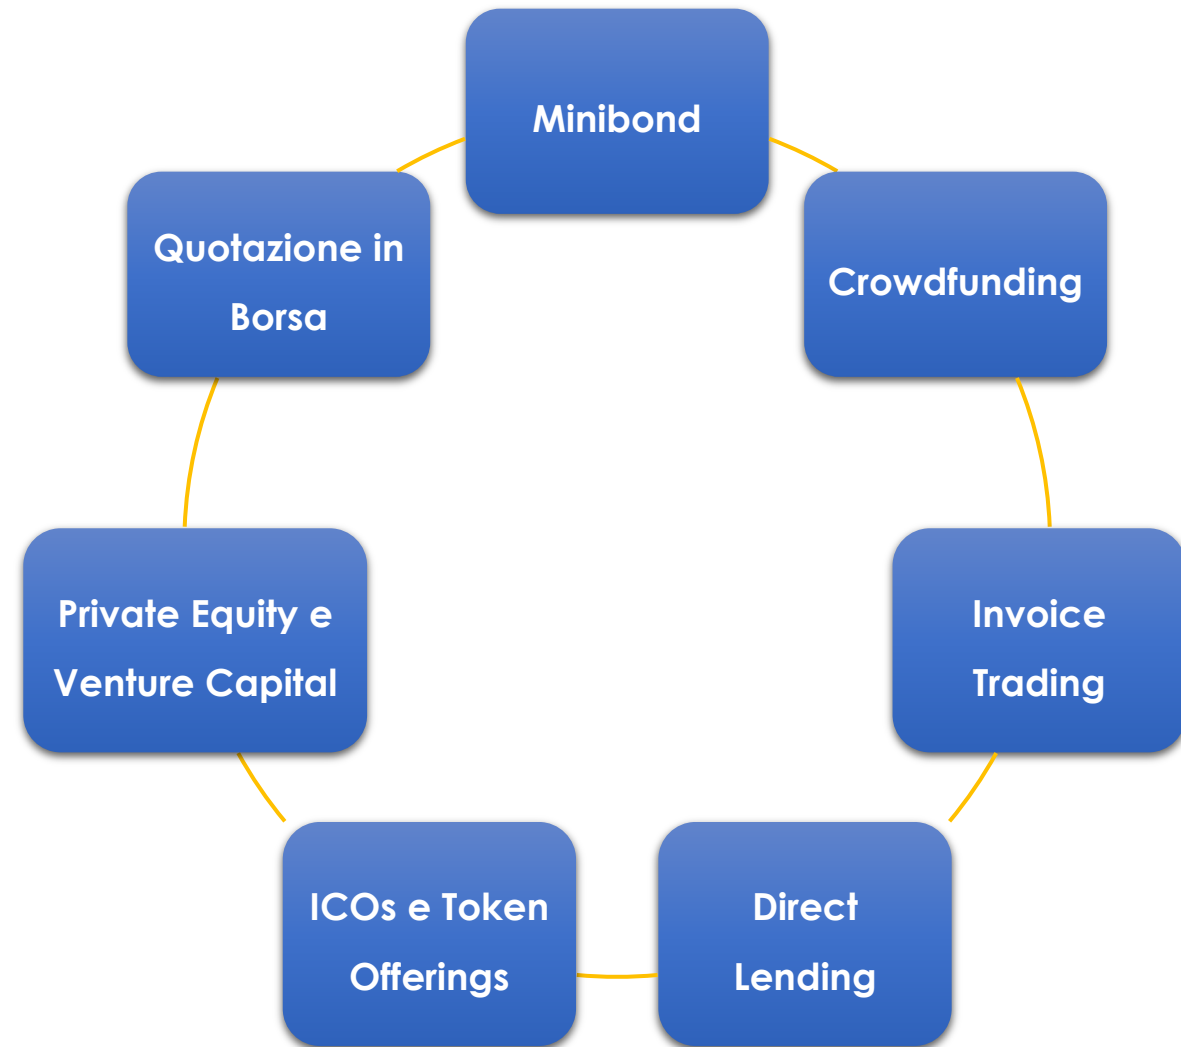 Minibond
Quotazione in
Borsa
Crowdfunding
Private Equity e
Venture Capital
Invoice
Trading
ICOs e Token
Offerings
Direct
Lending